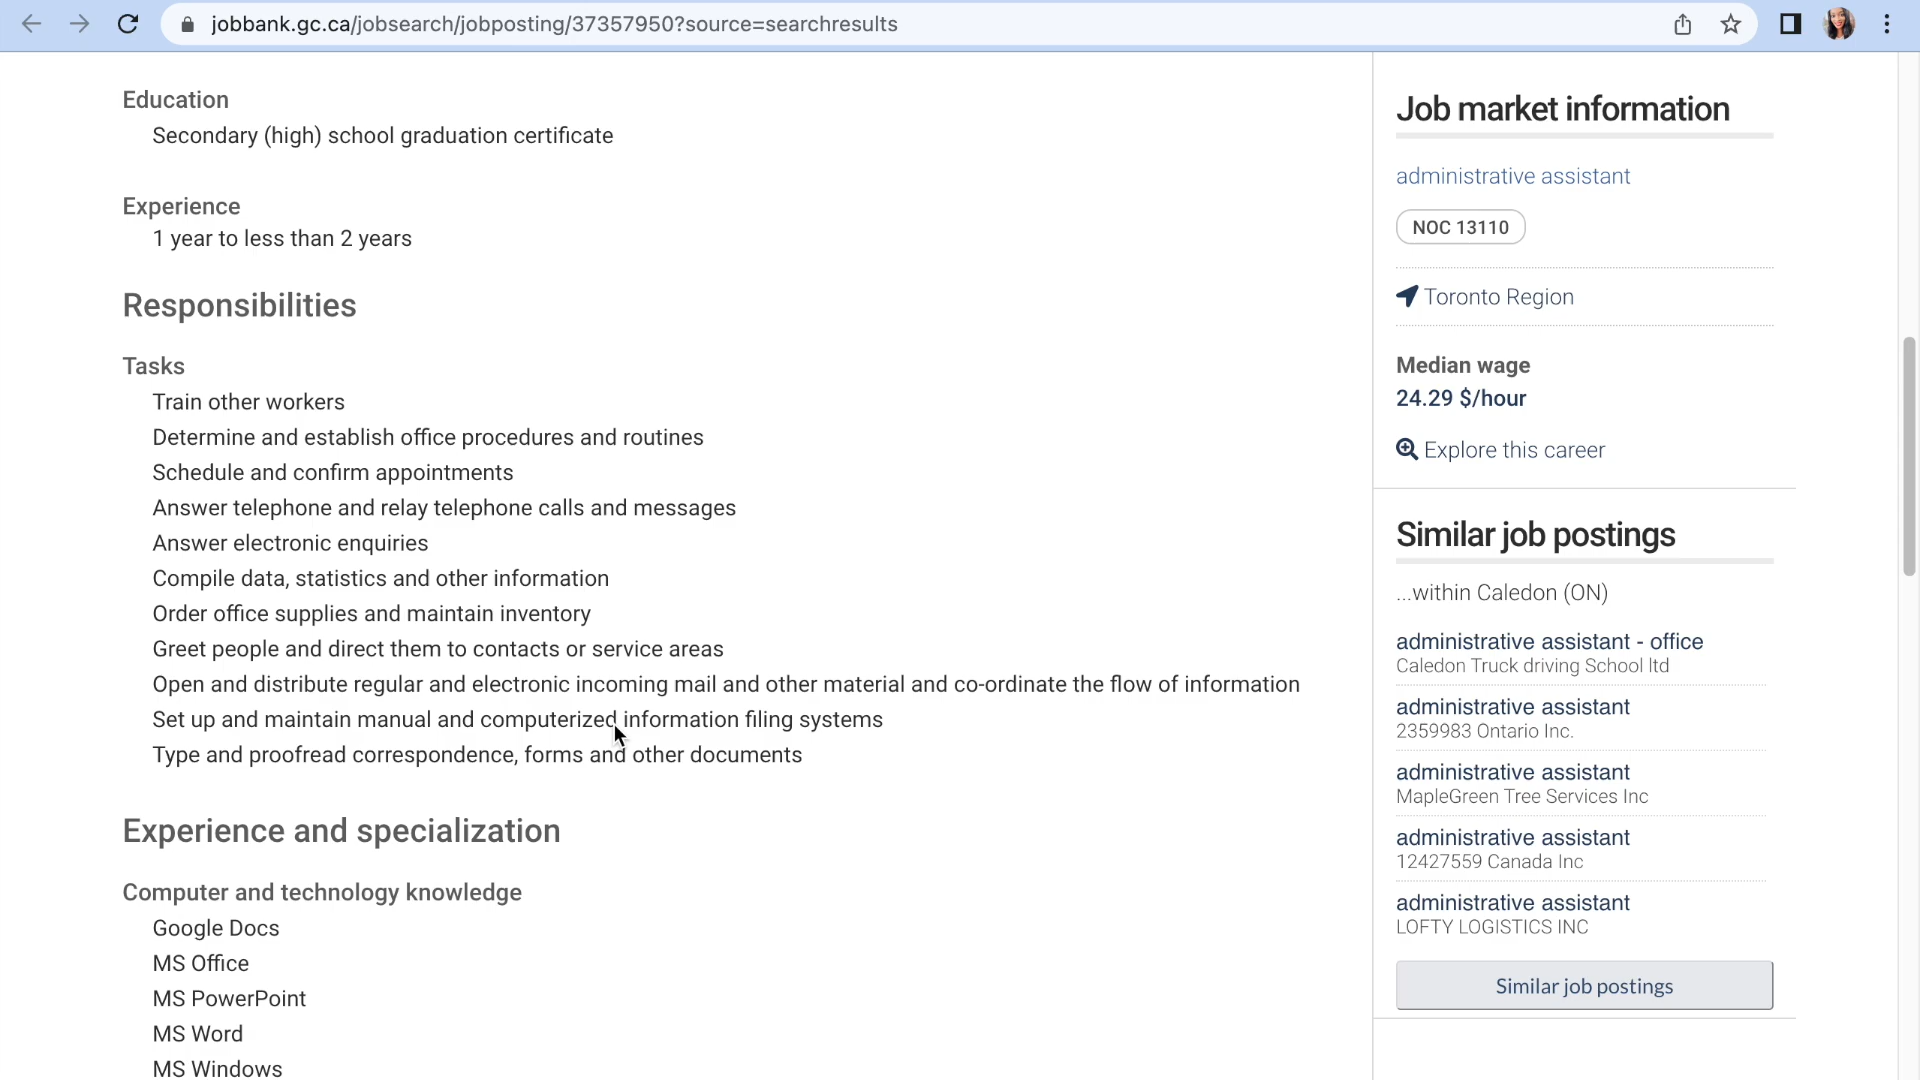 jobbank.gc.ca/jobsearch/jobposting/37357950?source=searchresults
Education
Secondary (high) school graduation certificate
Experience
1 year to less than 2 years
Responsibilities
Tasks
Train other workers
Determine and establish office procedures and routines
Schedule and confirm appointments
Answer telephone and relay telephone calls and messages
Answer electronic enquiries
Compile data, statistics and other information
Order office supplies and maintain inventory
Greet people and direct them to contacts or service areas
Open and distribute regular and electronic incoming mail and other material and co-ordinate the flow of information
Set up and maintain manual and computerized information filing systems
Type and proofread correspondence, forms and other documents
Experience and specialization
Computer and technology knowledge
Google Docs
MS Office
MS PowerPoint
MS Word
MS Windows
Job market information
administrative assistant
NOC 13110
Toronto Region
Median wage
24.29 $/hour
Explore this career
Similar job postings
...within Caledon (ON)
administrative assistant - office
Caledon Truck driving School ltd
administrative assistant
2359983 Ontario Inc.
administrative assistant
MapleGreen Tree Services Inc
administrative assistant
12427559 Canada Inc
administrative assistant
LOFTY LOGISTICS INC
Similar job postings